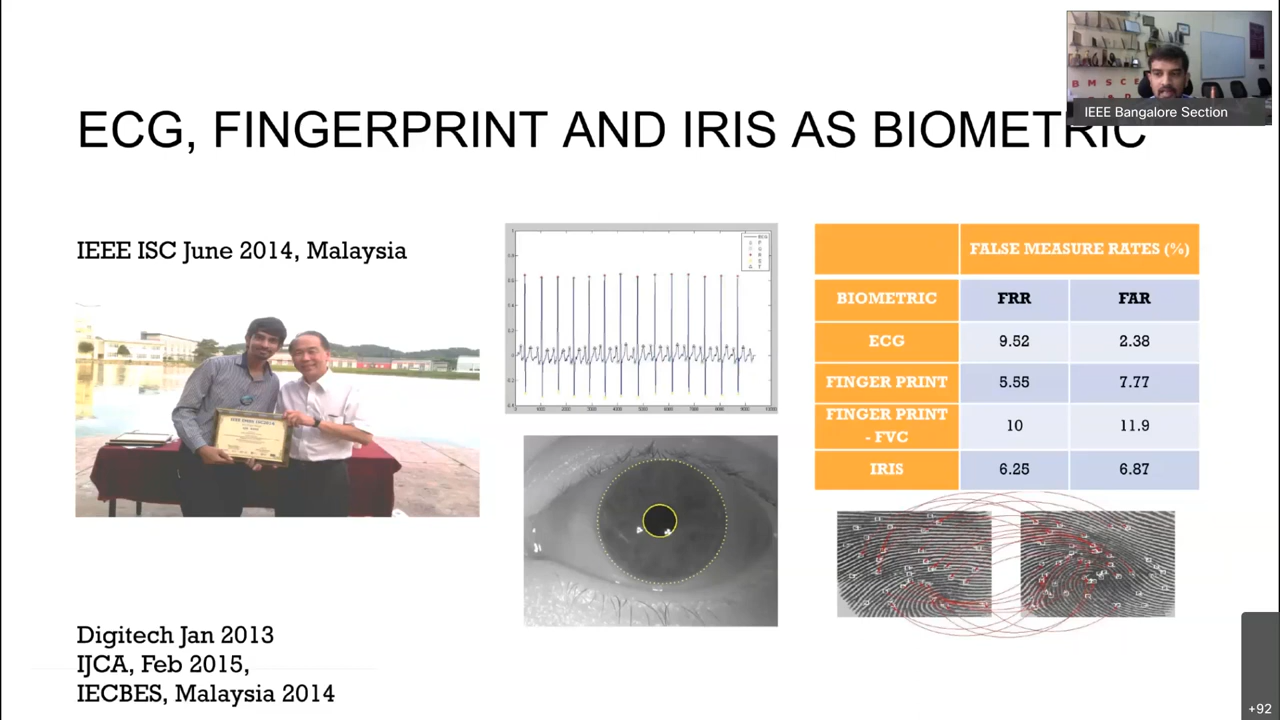 B M S C E
IEEE Bangalore Section
ECG, FINGERPRINT AND IRIS AS BIOMETRIC
IEEE ISC June 2014, Malaysia
FALSE MEASURE RATES (%)
BIOMETRIC FRR FAR
ECG 9.52 2.38
FINGER PRINT 5.55 7.77
FINGER PRINT
- FVC 10 11.9
IRIS 6.25 6.87
Digitech Jan 2013
IJCA, Feb 2015,
IECBES, Malaysia 2014
+92